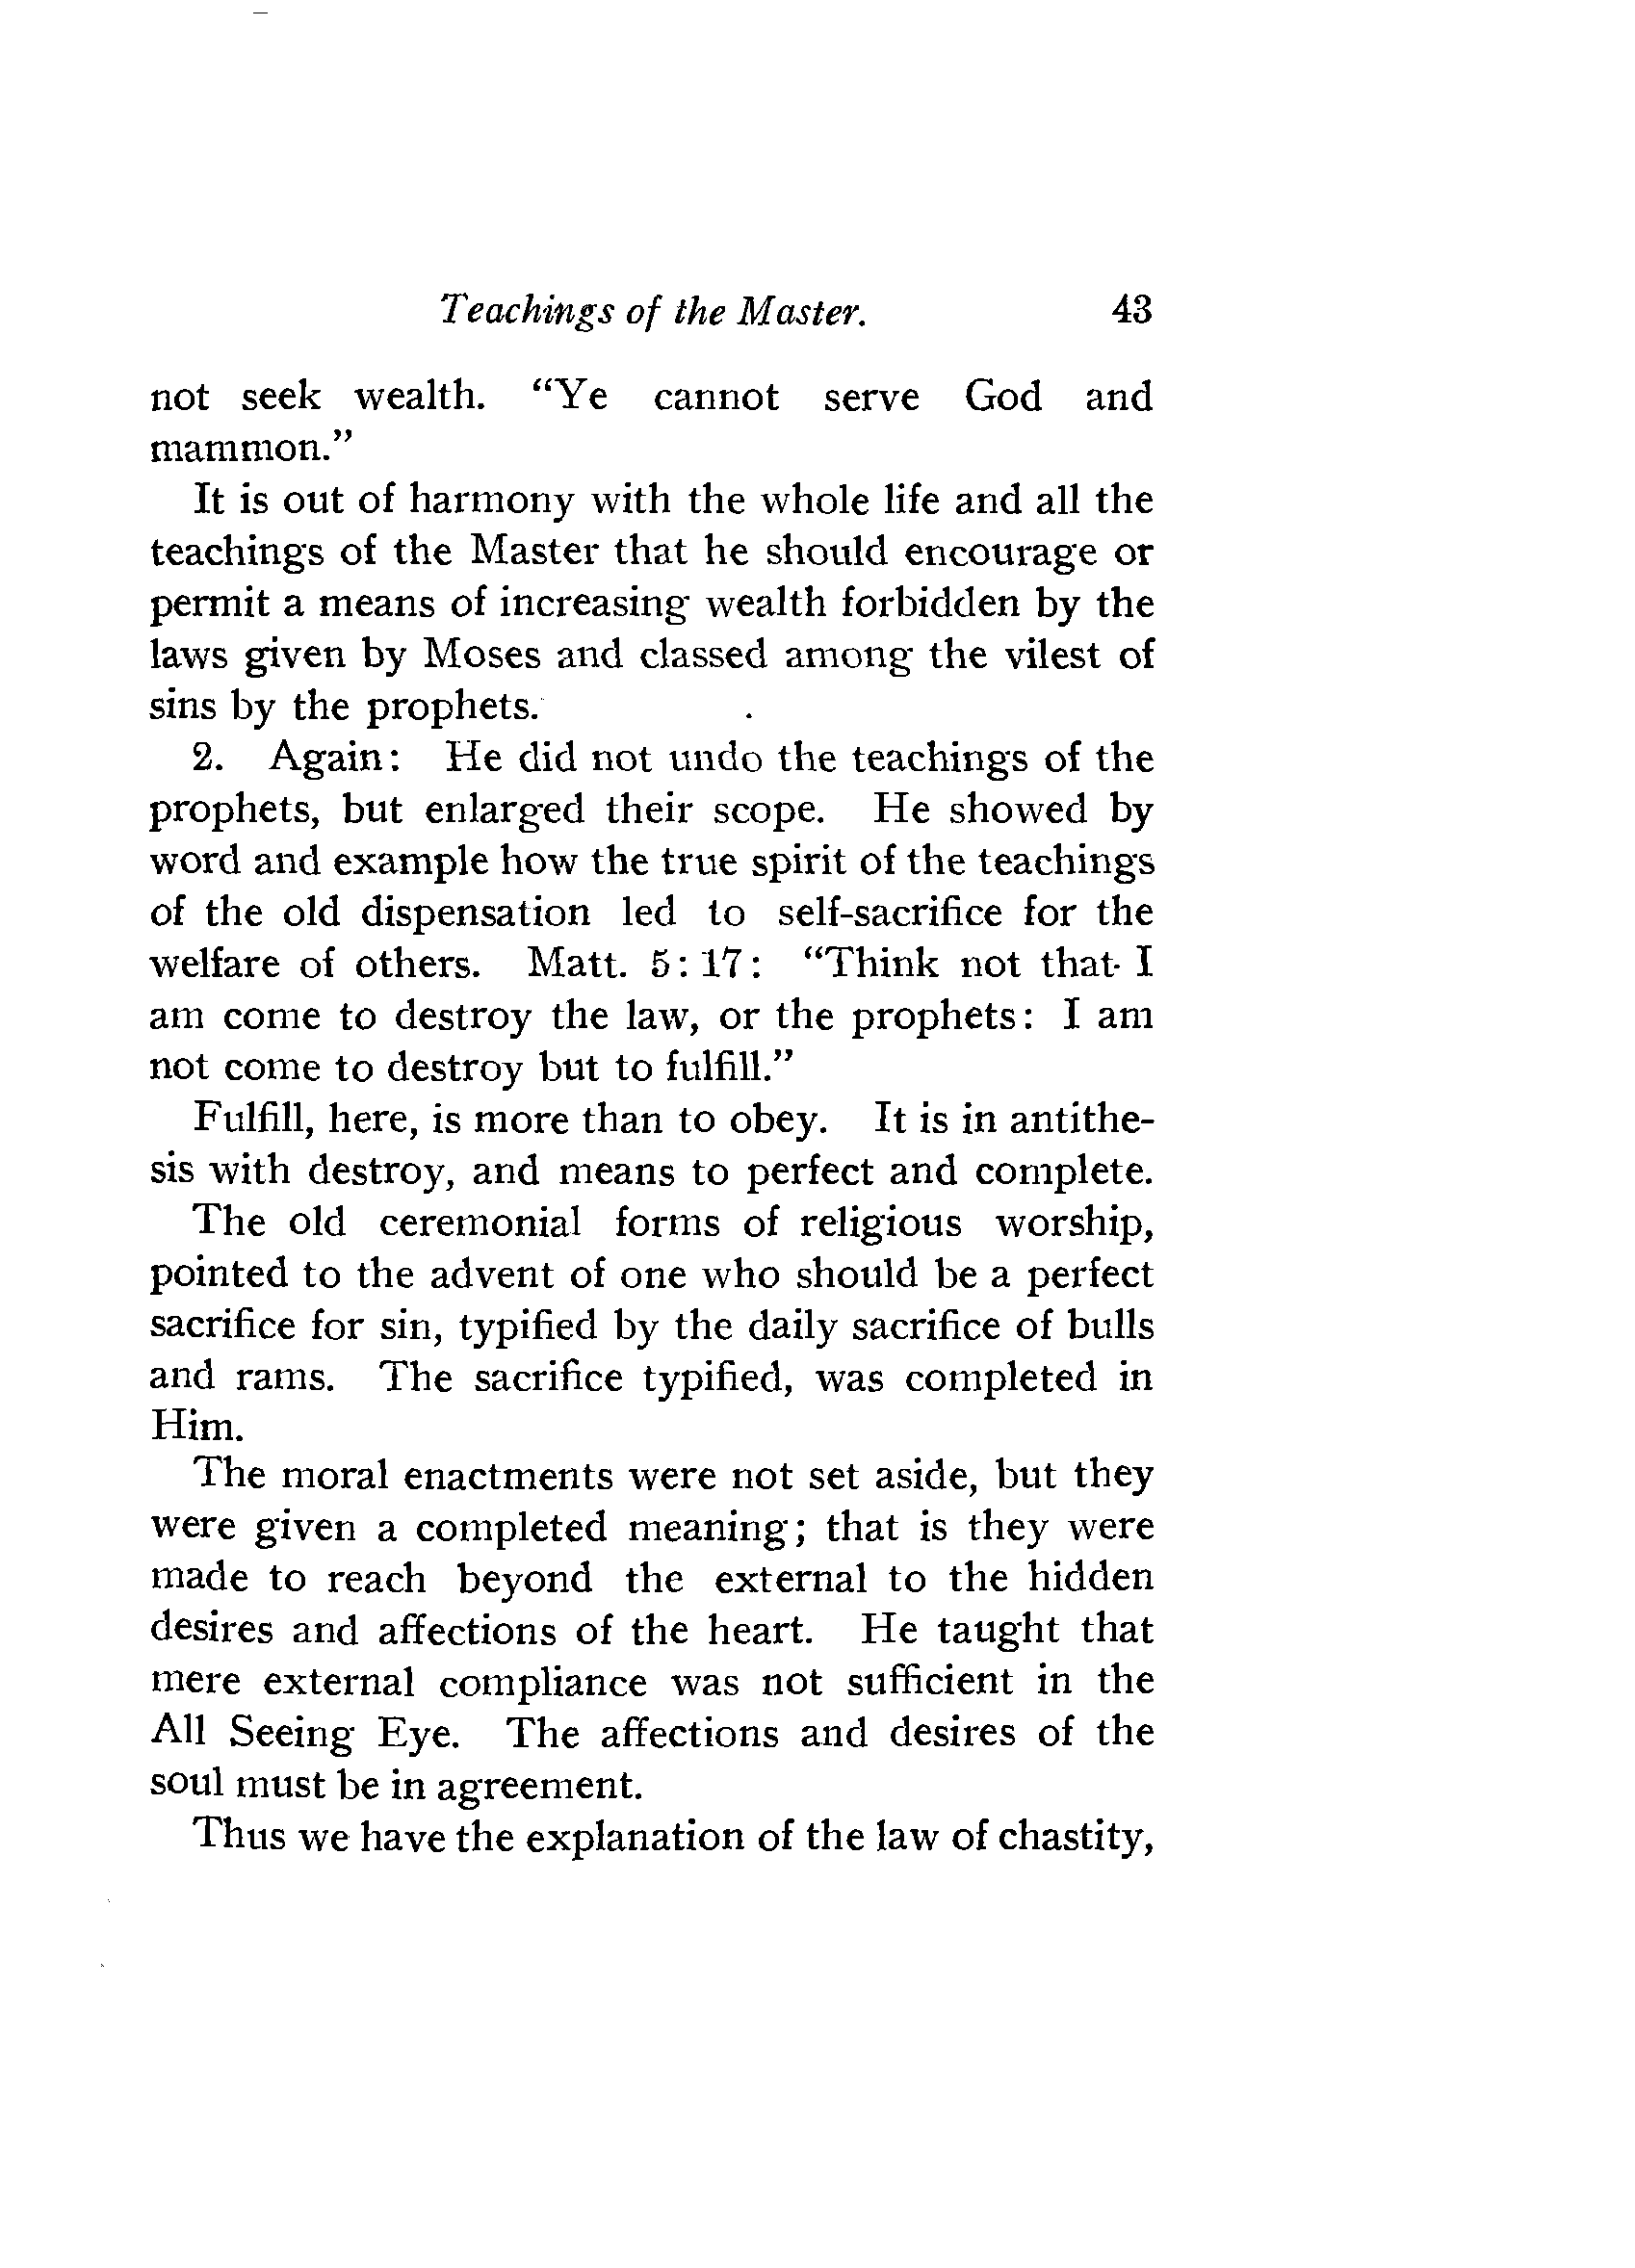 Teachings of the Master. 43
not seek wealth. “Ye cannot serve God and
mammon.”
It is out of harmony with the whole life and all the
teachings of the Master that he should encourage or
permit a means of increasing wealth forbidden by the
laws given by Moses and classed among the vilest of
sins by the prophets.
2. Again: He did not undo the teachings of the
prophets, but enlarged their scope. He showed by
word and example how the true spirit of the teachings
of the old dispensation led to self-sacrifice for the
welfare of others. Matt. 5:17: “Think not that I
am come to destroy the law, or the prophets: I am
not come to destroy but to fulfill.”
Fulfill, here, is more than to obey. It is in antithe-
sis with destroy, and means to perfect and complete.
The old ceremonial forms of religious worship,
pointed to the advent of one who should be a perfect
sacrifice for sin, typified by the daily sacrifice of bulls
and rams. The sacrifice typified, was completed in
Him.
The moral enactments were not set aside, but they
were given a completed meaning; that is they were
made to reach beyond the external to the hidden
desires and affections of the heart. He taught that
mere external compliance was not sufficient in the
All Seeing Eye. The affections and desires of the
soul must be in agreement.
Thus we have the explanation of the law of chastity,